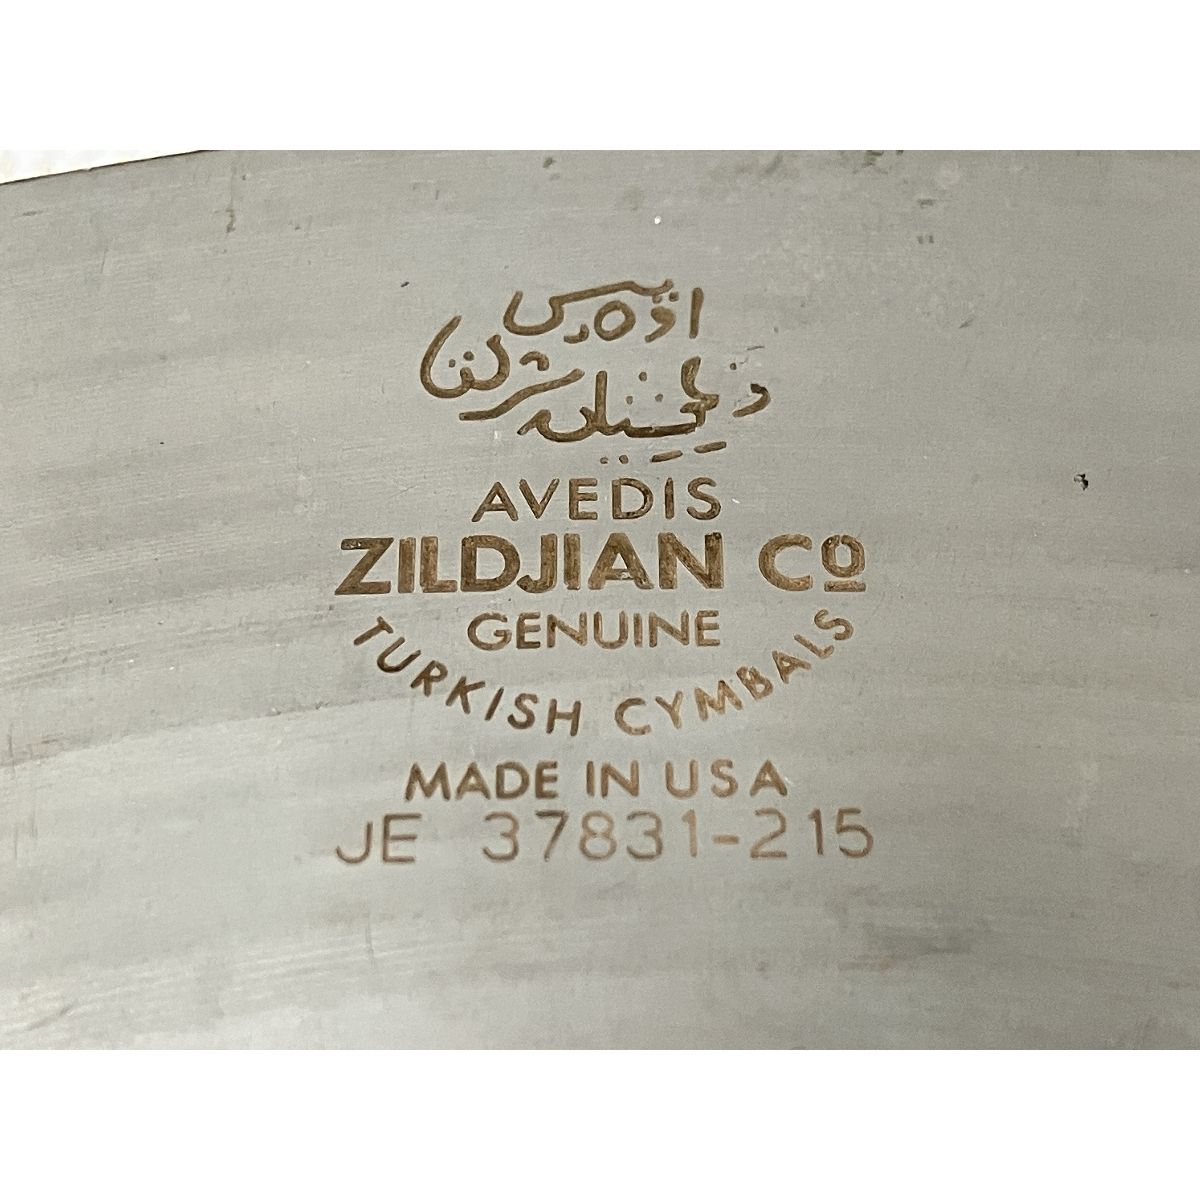 AVEDIS
ZILDJIAN Cº
GENUINE
TURKISH CYMBALS
MADE IN USA
JE 37831-215